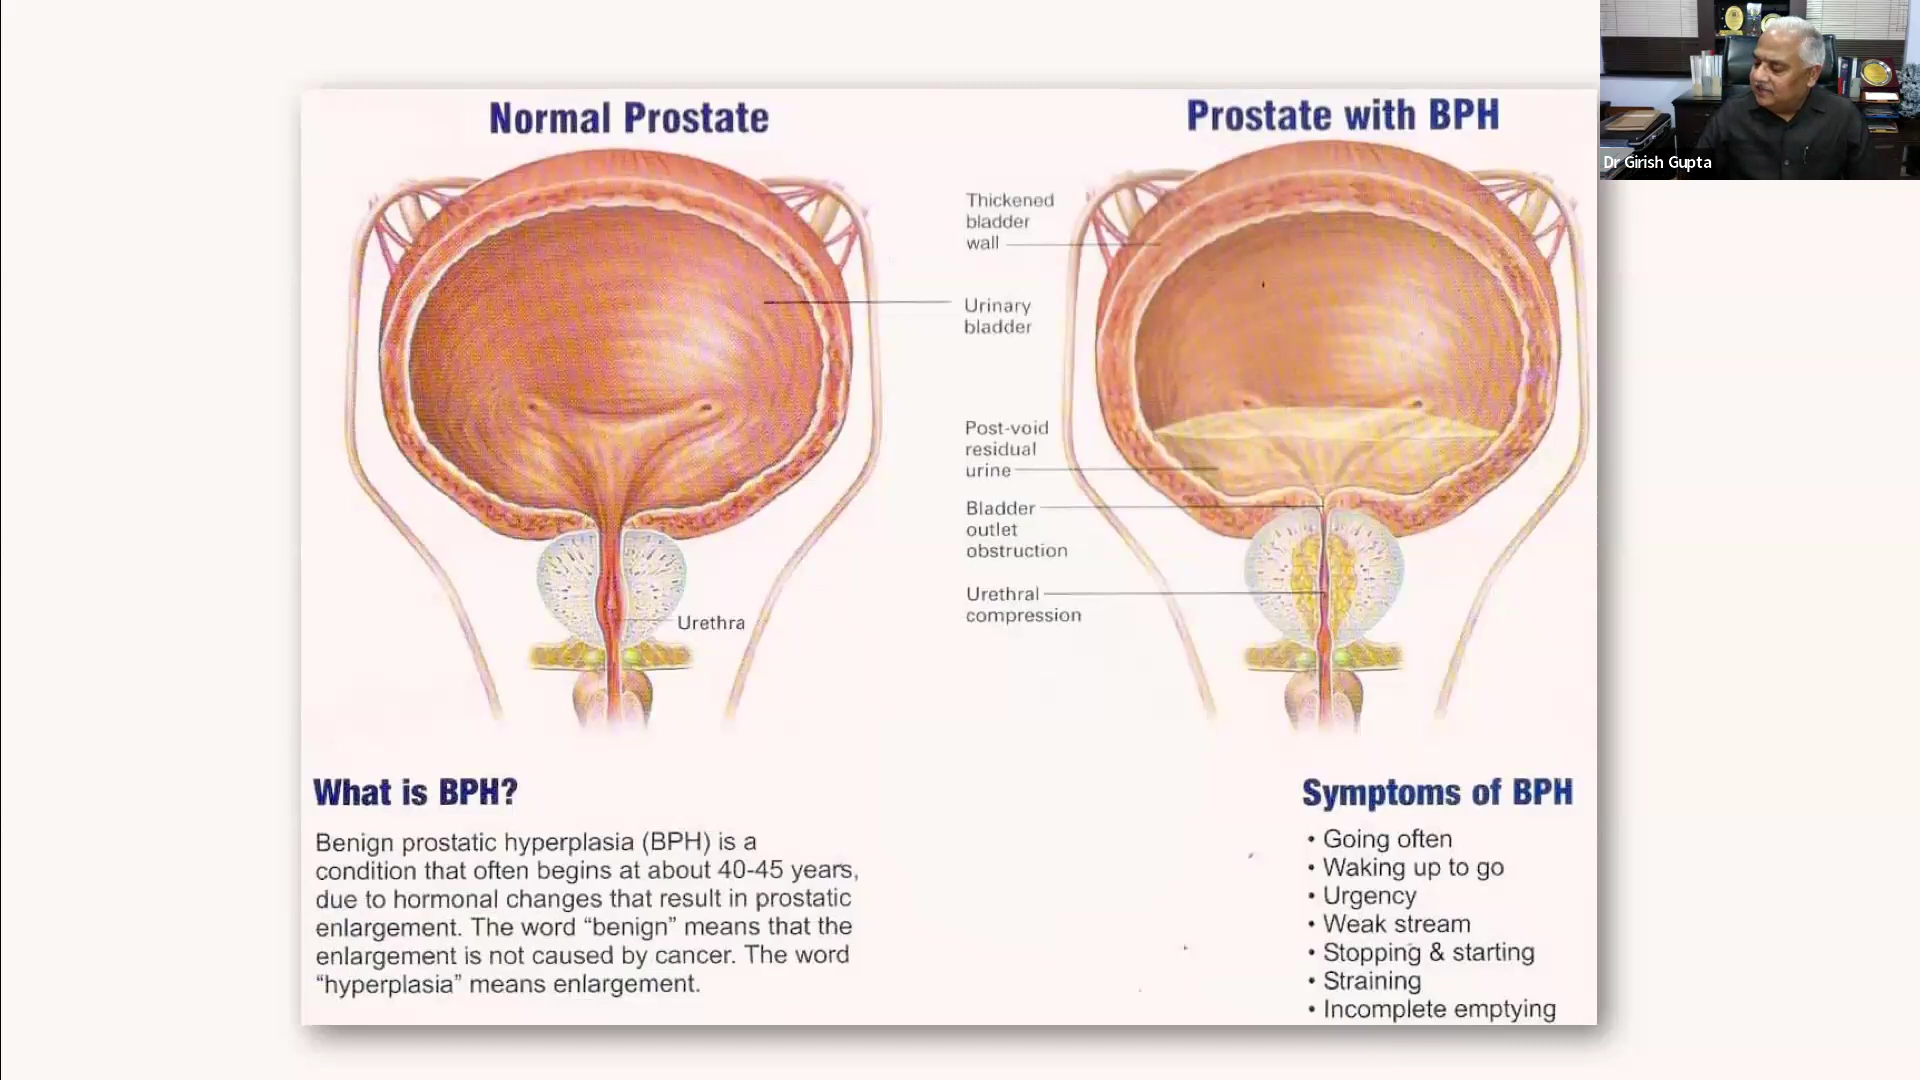 Normal Prostate
Prostate with BPH
Dr Girish Gupta
Thickened
bladder
wall
Urinary
bladder
Post-void
residual
urine
Bladder
outlet
obstruction
Urethral
compression
Urethra
What is BPH?
Benign prostatic hyperplasia (BPH) is a
condition that often begins at about 40-45 years,
due to hormonal changes that result in prostatic
enlargement. The word “benign” means that the
enlargement is not caused by cancer. The word
“hyperplasia” means enlargement.
Symptoms of BPH
• Going often
• Waking up to go
• Urgency
• Weak stream
• Stopping & starting
• Straining
• Incomplete emptying